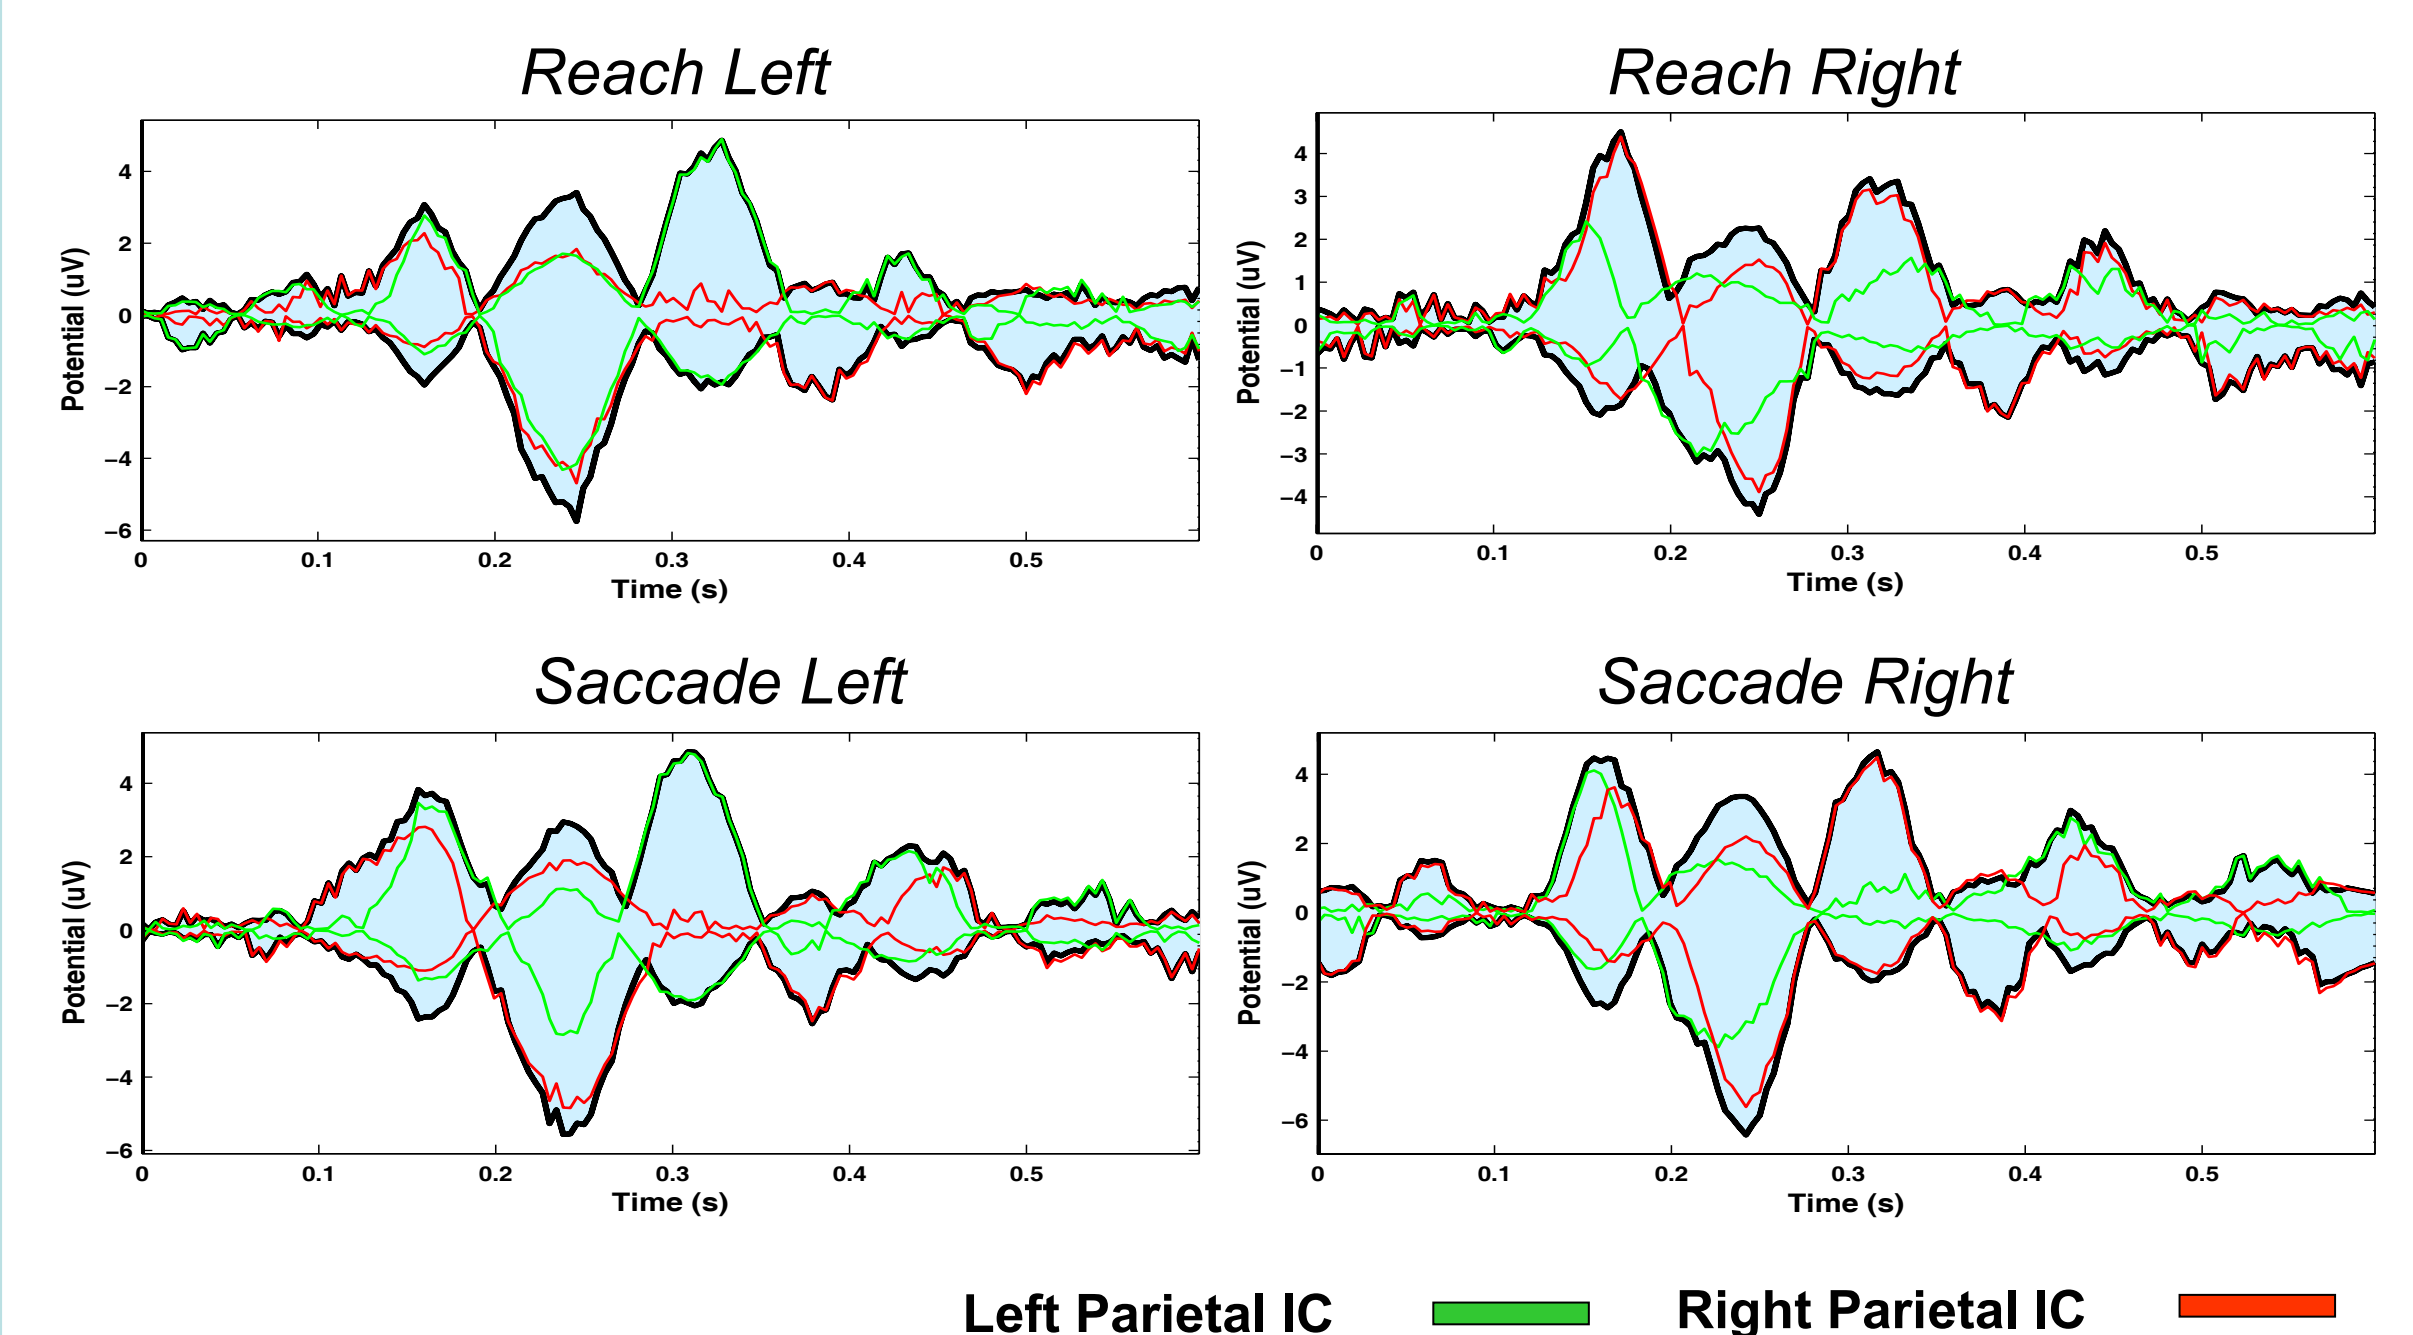 Reach Left
Potential (uV)
4
2
0
−2
−4
−6
0 0.1 0.2 0.3 0.4 0.5
Time (s)
Reach Right
Potential (uV)
4
3
2
1
0
−1
−2
−3
−4
0 0.1 0.2 0.3 0.4 0.5
Time (s)
Saccade Left
Potential (uV)
4
2
0
−2
−4
−6
0 0.1 0.2 0.3 0.4 0.5
Time (s)
Saccade Right
Potential (uV)
4
2
0
−2
−4
−6
0 0.1 0.2 0.3 0.4 0.5
Time (s)
Left Parietal IC Right Parietal IC